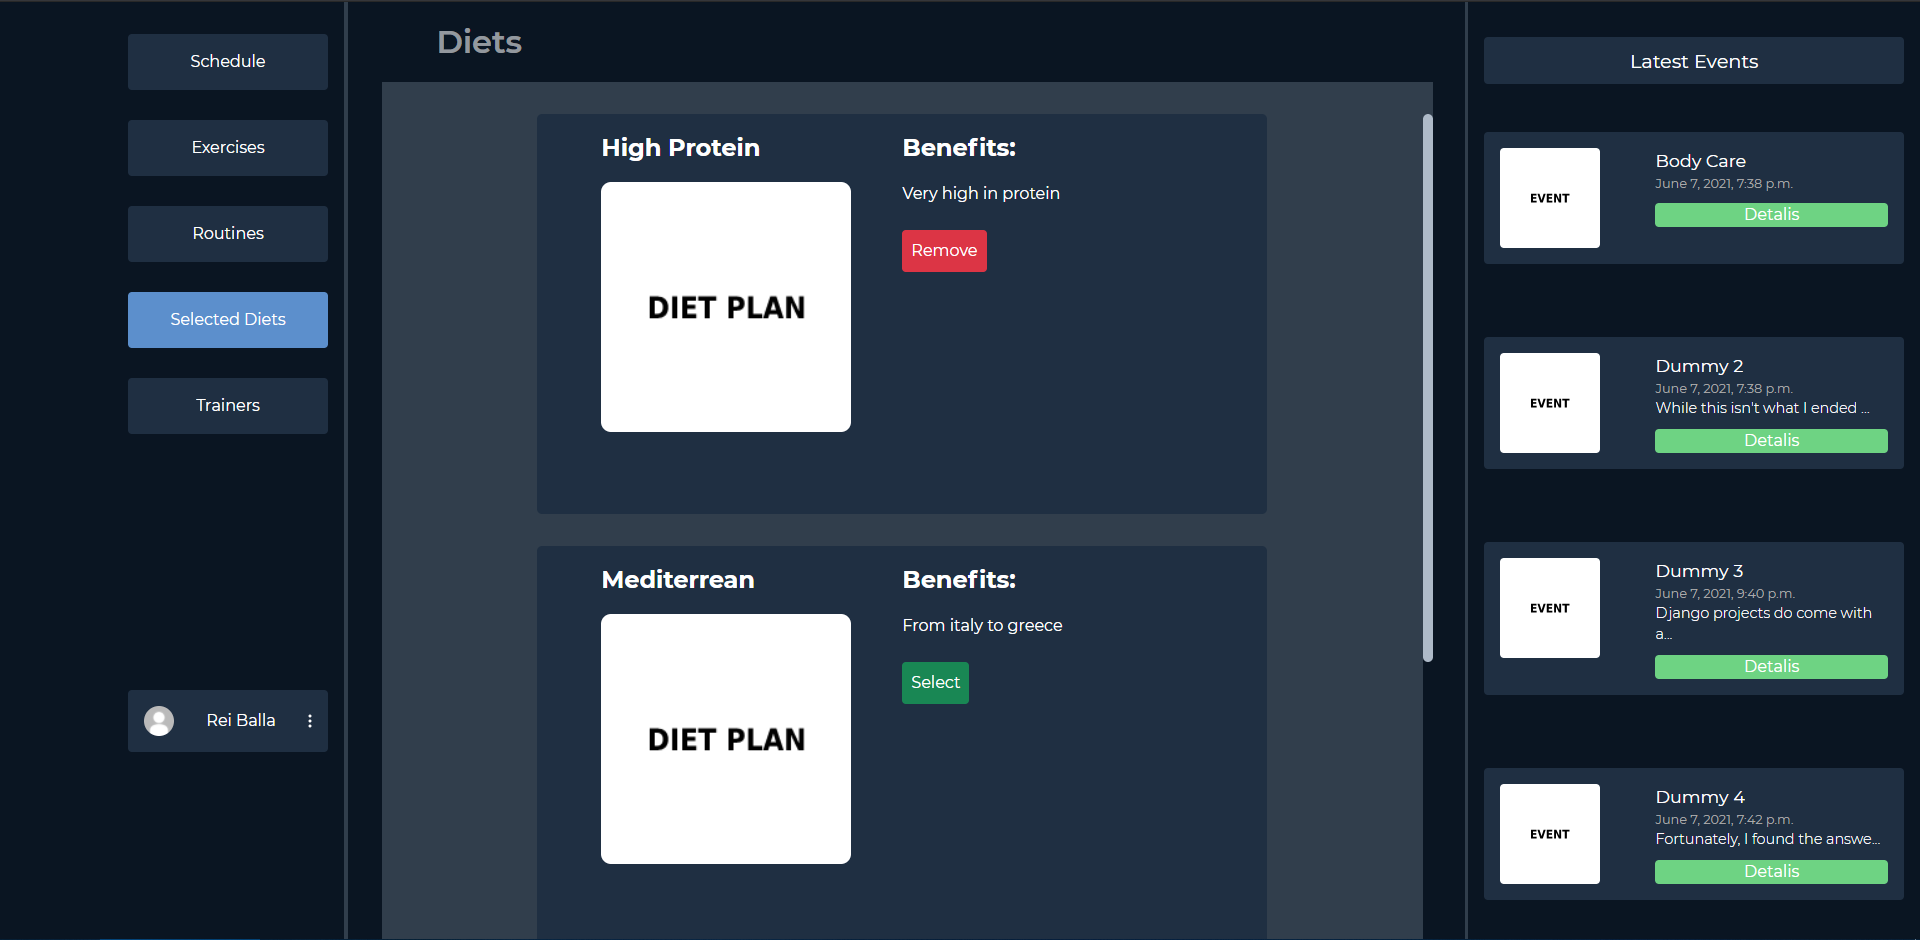 Schedule
Exercises
Routines
Selected Diets
Trainers
Rei Balla
Diets
High Protein
DIET PLAN
Benefits:
Very high in protein
Remove
Mediterrean
DIET PLAN
Benefits:
From italy to greece
Select
Latest Events
EVENT
Body Care
June 7, 2021, 7:38 p.m.
Detalis
EVENT
Dummy 2
June 7, 2021, 7:38 p.m.
While this isn't what I ended ...
Detalis
EVENT
Dummy 3
June 7, 2021, 9:40 p.m.
Django projects do come with
a...
Detalis
EVENT
Dummy 4
June 7, 2021, 7:42 p.m.
Fortunately, I found the answe...
Detalis